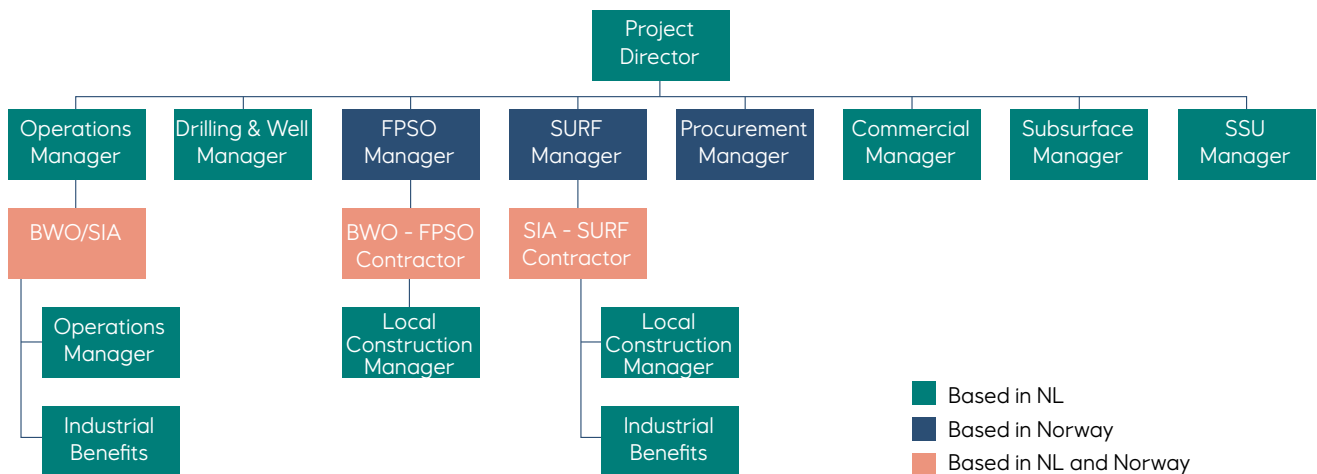 Project
Director
Operations
Manager
Drilling & Well
Manager
FPSO
Manager
SURF
Manager
Procurement
Manager
Commercial
Manager
Subsurface
Manager
SSU
Manager
BWO/SIA
BWO - FPSO
Contractor
SIA - SURF
Contractor
Operations
Manager
Local
Construction
Manager
Local
Construction
Manager
Industrial
Benefits
Industrial
Benefits
Based in NL
Based in Norway
Based in NL and Norway